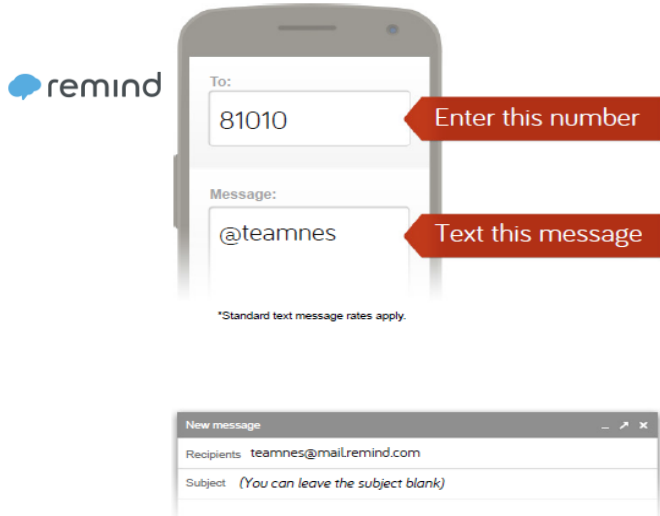 remind
To:
81010
Enter this number
Message:
@teamnes
Text this message
*Standard text message rates apply.
New message
Recipients teamnes@mail.remind.com
Subject (You can leave the subject blank)